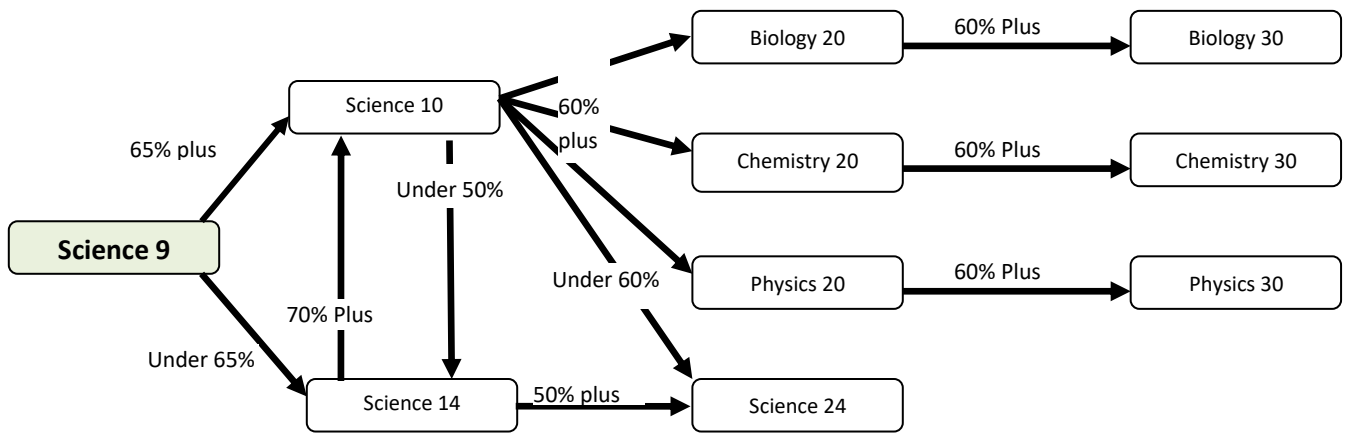 Biology 20
60% Plus
Biology 30
Science 10
65% plus
60%
plus
Chemistry 20
60% Plus
Chemistry 30
Under 50%
Science 9
Under 60%
Physics 20
60% Plus
Physics 30
70% Plus
Under 65%
Science 14
50% plus
Science 24